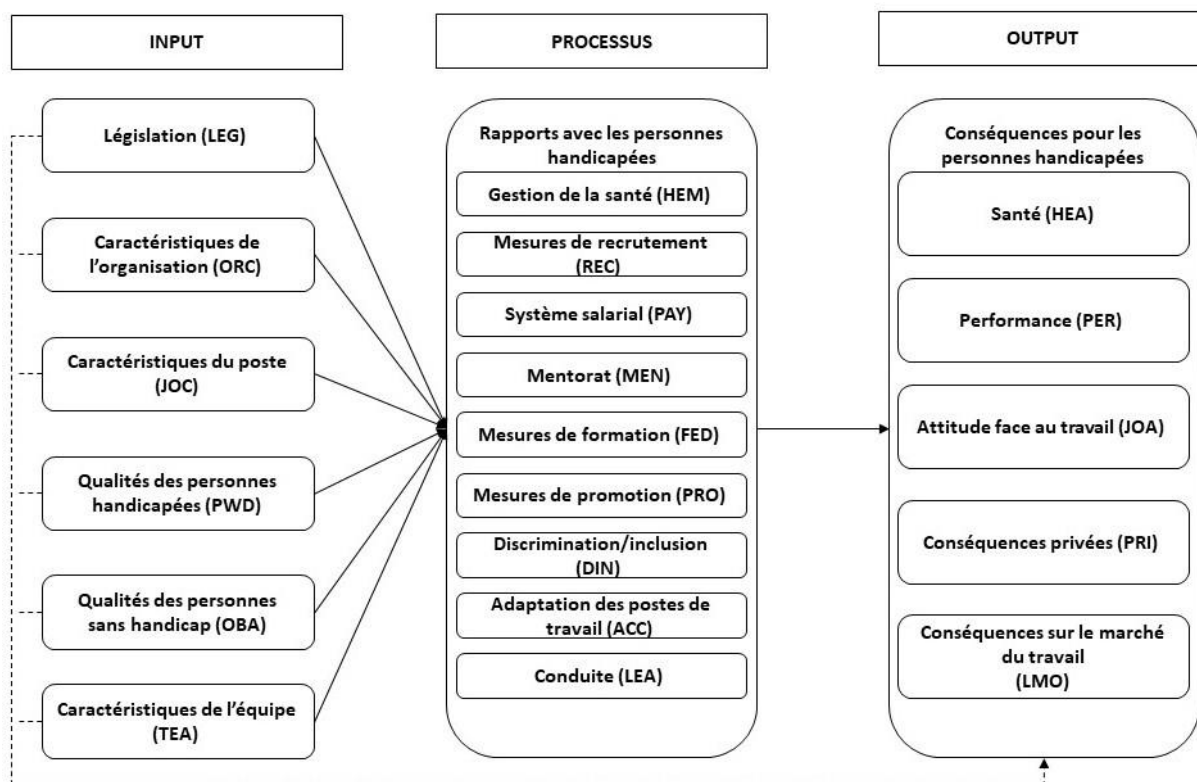 INPUT
PROCESSUS
OUTPUT
Législation (LEG)
Caractéristiques de
l'organisation (ORC)
Caractéristiques du poste
(JOC)
Qualités des personnes
handicapées (PWD)
Qualités des personnes
sans handicap (OBA)
Caractéristiques de l'équipe
(TEA)
Rapports avec les personnes
handicapées
Gestion de la santé (HEM)
Mesures de recrutement
(REC)
Système salarial (PAY)
Mentorat (MEN)
Mesures de formation (FED)
Mesures de promotion (PRO)
Discrimination/inclusion
(DIN)
Adaptation des postes de
travail (ACC)
Conduite (LEA)
Conséquences pour les
personnes handicapées
Santé (HEA)
Performance (PER)
Attitude face au travail (JOA)
Conséquences privées (PRI)
Conséquences sur le marché
du travail
(LMO)